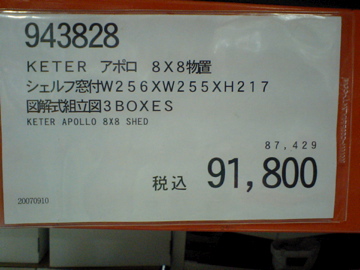 943828
KETER アポロ 8X8物置
シェルフ窓付W256XW255XH217
図解式組立図3BOXES
KETER APOLLO 8X8 SHED
87,429
税込 91,800
20070910